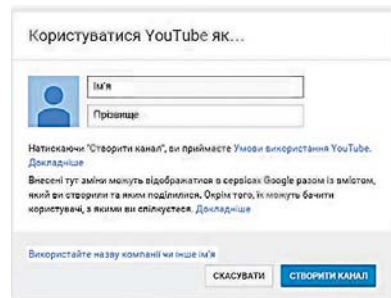 Користуватися YouTube як...
Ім'я
Прізвище
Натискаючи "Створити канал", ви приймаєте Умови використання YouTube.
Докладніше
Внесені тут зміни можуть відображатися в сервісах Google разом із вмістом,
який ви створили та яким поділилися. Окрім того, їх можуть бачити
користувачі, з якими ви спілкуєтеся. Докладніше
Використайте назву компанії чи інше ім'я
СКАСУВАТИ СТВОРИТИ КАНАЛ